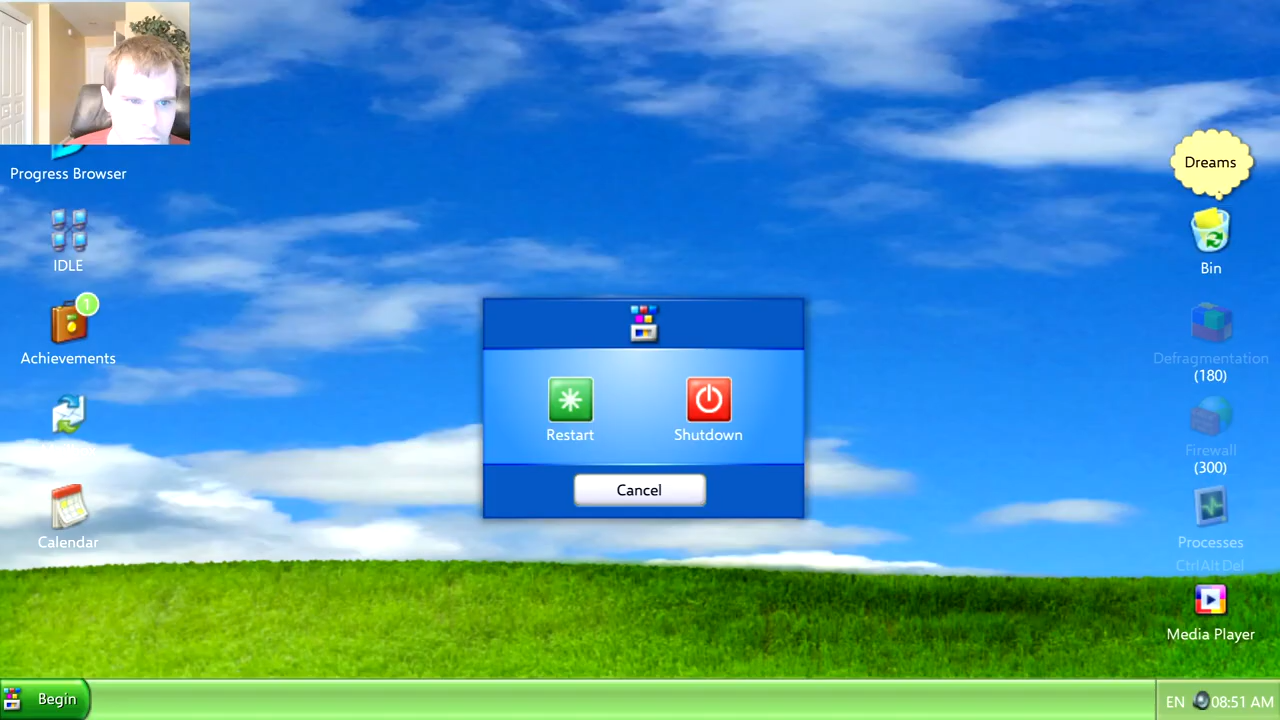 Progress Browser
IDLE
1
Achievements
Calendar
Restart
Shutdown
Cancel
Dreams
Bin
Defragmentation
(180)
Firewall
(300)
Processes
Ctrl Alt Del
Media Player
Begin
EN 08:51 AM